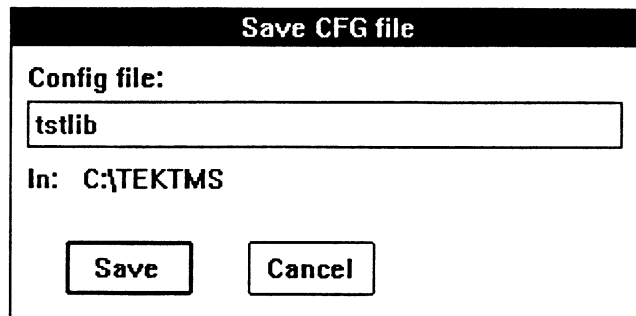 Save CFG file
Config file:
tstlib
In: C:\TEKTMS
Save Cancel